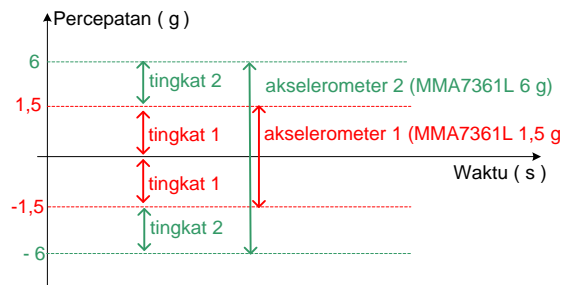 Percepatan ( g )
6
tingkat 2
akselerometer 2 (MMA7361L 6 g)
1,5
tingkat 1
akselerometer 1 (MMA7361L 1,5 g
Waktu ( s )
tingkat 1
-1,5
tingkat 2
- 6